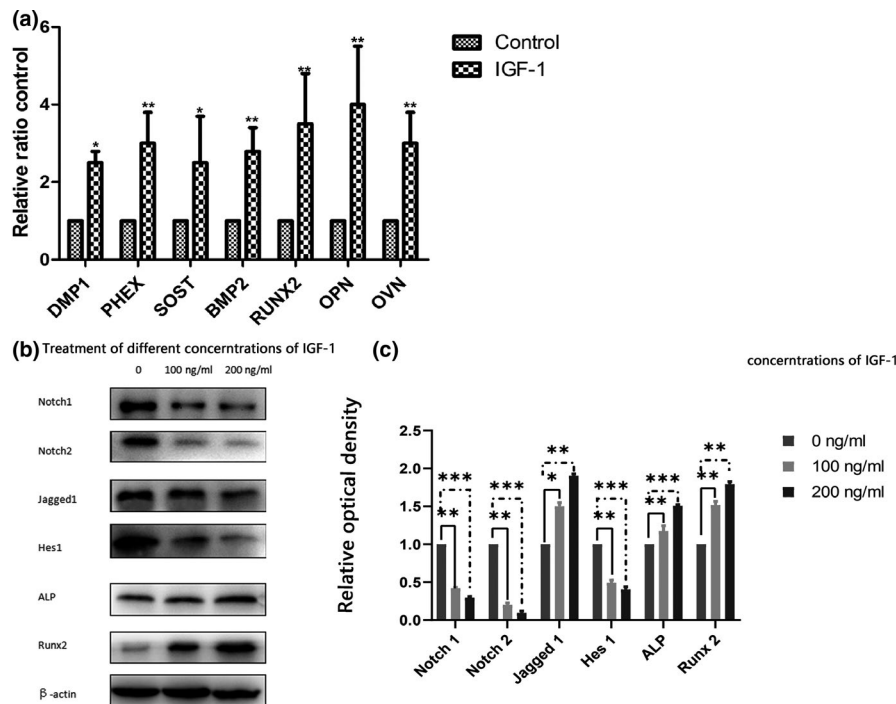 (a)
Relative ratio control
6
4
2
0
* ** * ** ** ** **
DMP1 PHEX SOST BMP2 RUNX2 OPN OVN
Control
IGF-1
(b) Treatment of different concerntrations of IGF-1
0 100 ng/ml 200 ng/ml
Notch1
Notch2
Jagged1
Hes1
ALP
Runx2
β-actin
(c)
concerntrations of IGF-1
Relative optical density
2.5
2.0
1.5
1.0
0.5
0.0
*** *** ** *** *** **
** ** * ** ** **
Notch 1 Notch 2 Jagged 1 Hes 1 ALP Runx 2
0 ng/ml
100 ng/ml
200 ng/ml